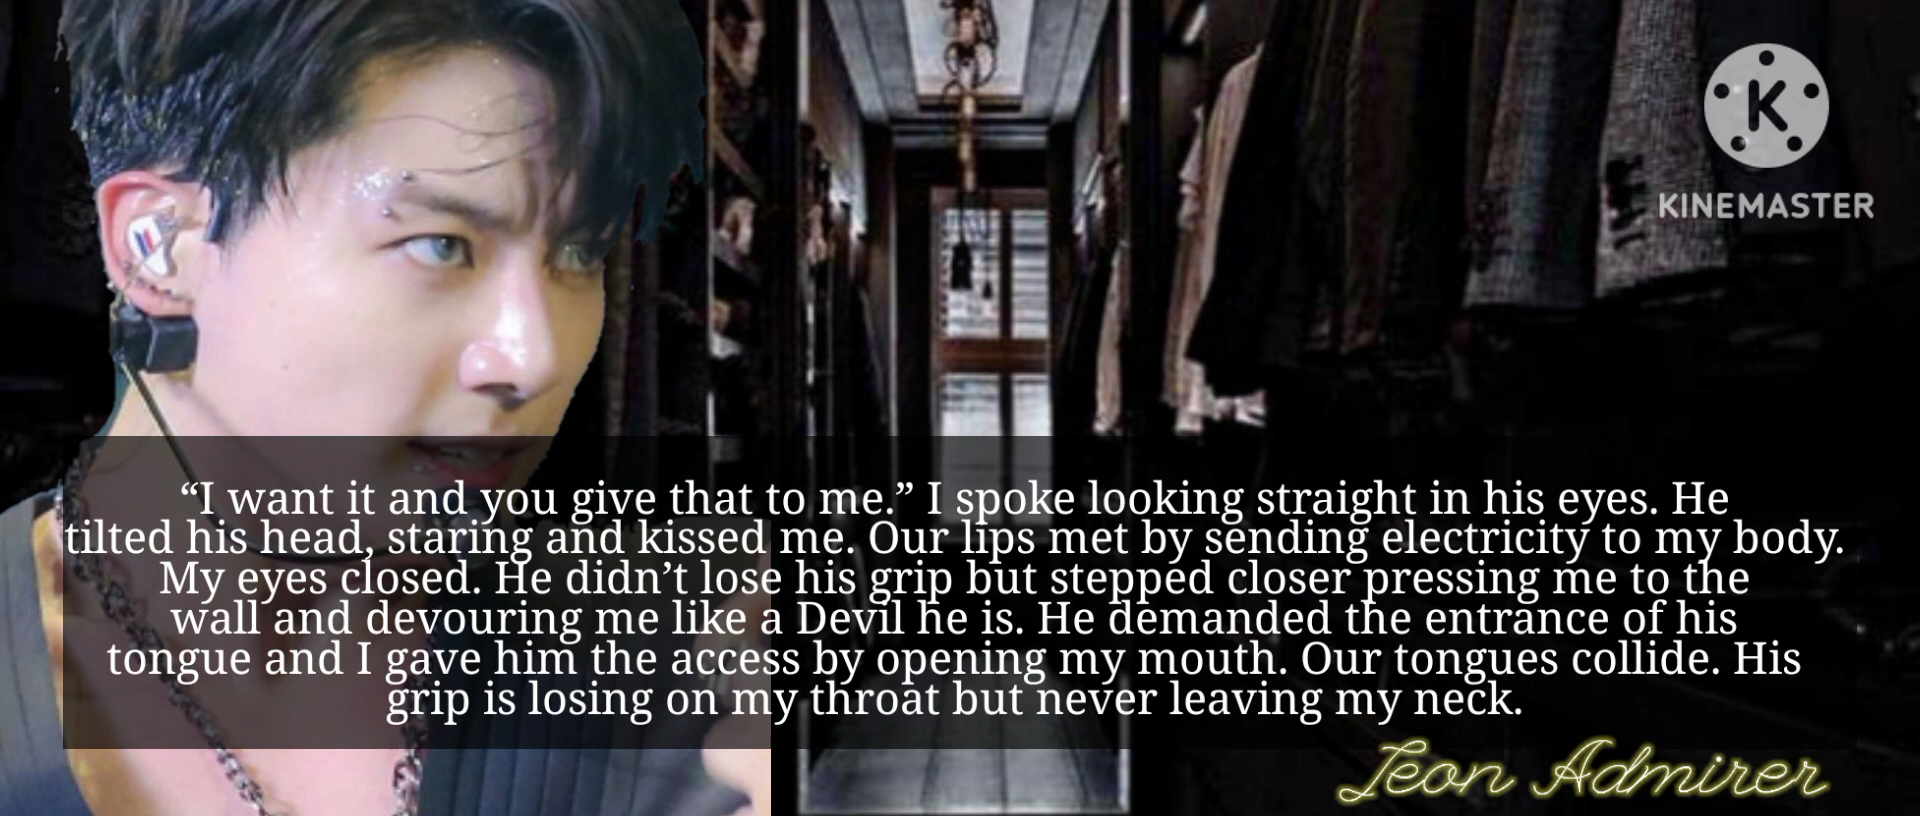 KINEMASTER
“I want it and you give that to me.” I spoke looking straight in his eyes. He
tilted his head, staring and kissed me. Our lips met by sending electricity to my body.
My eyes closed. He didn’t lose his grip but stepped closer pressing me to the
wall and devouring me like a Devil he is. He demanded the entrance of his
tongue and I gave him the access by opening my mouth. Our tongues collide. His
grip is losing on my throat but never leaving my neck.
Jeon Admirer